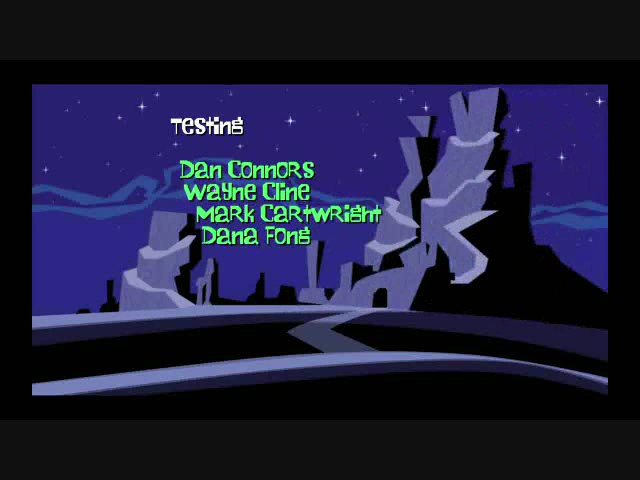 Testing
Dan Connors
Wayne Cline
Mark Cartwright
Dana Fong